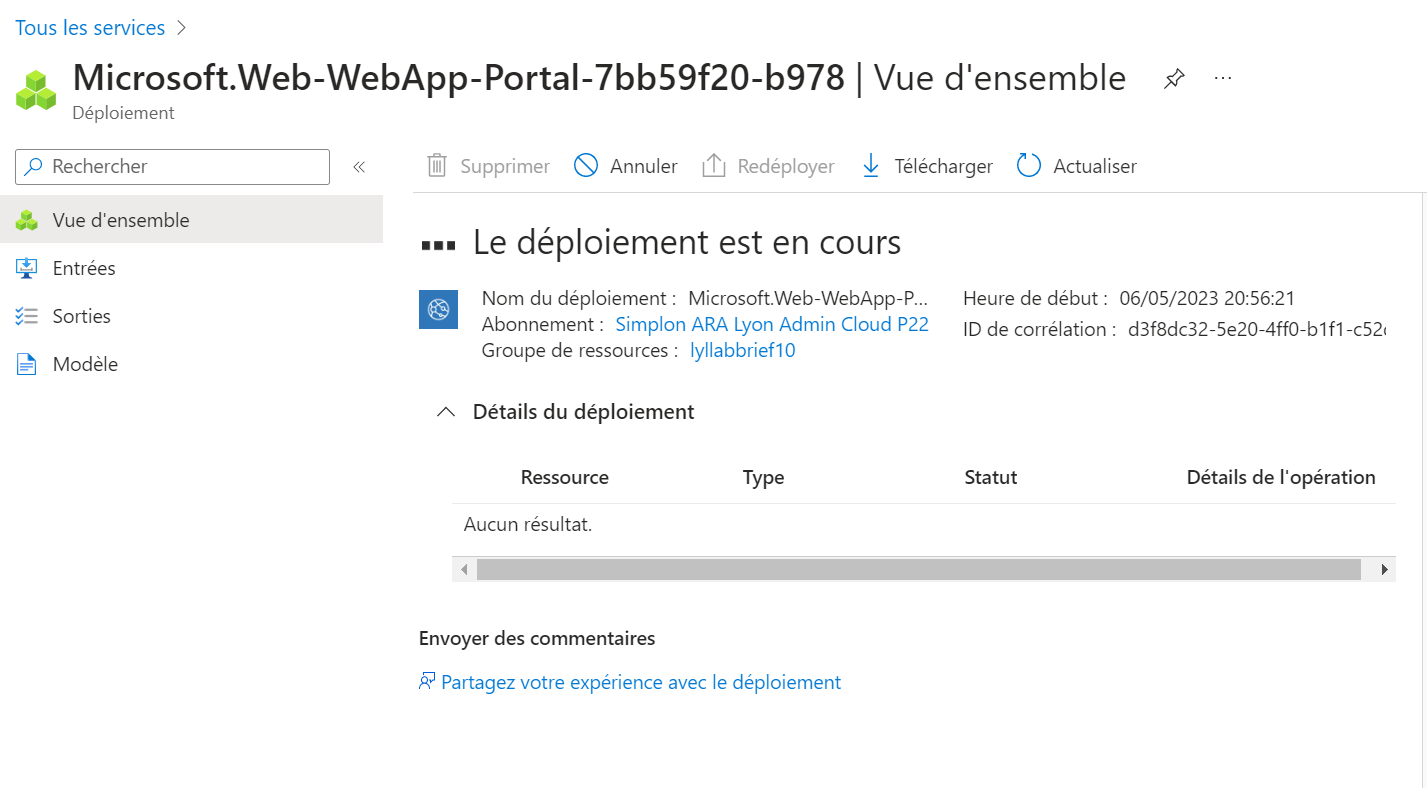 Tous les services
Microsoft.Web-WebApp-Portal-7bb59f20-b978 | Vue d'ensemble
Déploiement
Rechercher
Supprimer Annuler Redéployer Télécharger Actualiser
Vue d'ensemble
Entrées
Sorties
Modèle
Le déploiement est en cours
Nom du déploiement : Microsoft.Web-WebApp-P...
Abonnement : Simplon ARA Lyon Admin Cloud P22
Groupe de ressources : lyllabbrief10
Heure de début : 06/05/2023 20:56:21
ID de corrélation : d3f8dc32-5e20-4ff0-b1f1-c52
Détails du déploiement
Ressource Type Statut Détails de l'opération
Aucun résultat.
Envoyer des commentaires
Partagez votre expérience avec le déploiement